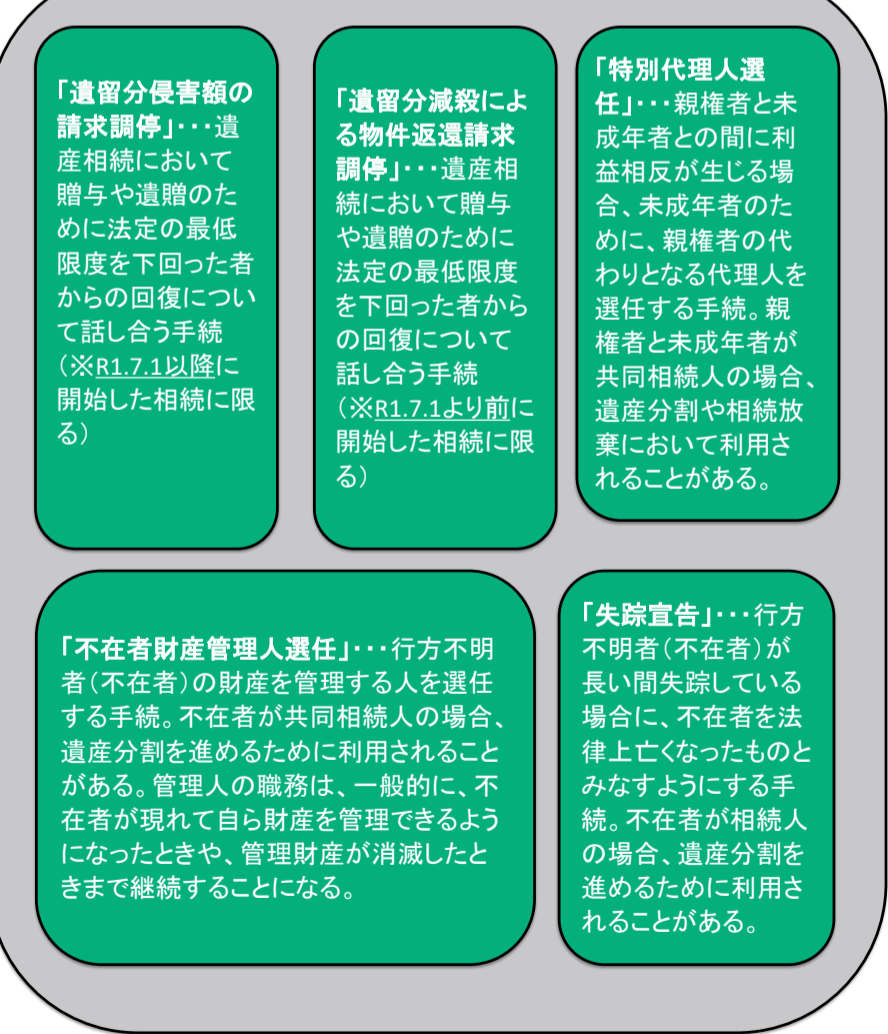 「遺留分侵害額の
請求調停」･･･遺
産相続において
贈与や遺贈のた
めに法定の最低
限度を下回った者
からの回復につい
て話し合う手続
（※R1.7.1以降に
開始した相続に限
る）
「遺留分減殺によ
る物件返還請求
調停」･･･遺産相
続において贈与
や遺贈のために
法定の最低限度
を下回った者から
の回復について
話し合う手続
（※R1.7.1より前に
開始した相続に限
る）
「特別代理人選
任」･･･親権者と未
成年者との間に利
益相反が生じる場
合、未成年者のた
めに、親権者の代
わりとなる代理人を
選任する手続。親
権者と未成年者が
共同相続人の場合、
遺産分割や相続放
棄において利用さ
れることがある。
「不在者財産管理人選任」･･･行方不明
者（不在者）の財産を管理する人を選任
する手続。不在者が共同相続人の場合、
遺産分割を進めるために利用されること
がある。管理人の職務は、一般的に、不
在者が現れて自ら財産を管理できるよう
になったときや、管理財産が消滅したと
きまで継続することになる。
「失踪宣告」･･･行方
不明者（不在者）が
長い間失踪している
場合に、不在者を法
律上亡くなったものと
みなすようにする手
続。不在者が相続人
の場合、遺産分割を
進めるために利用さ
れることがある。